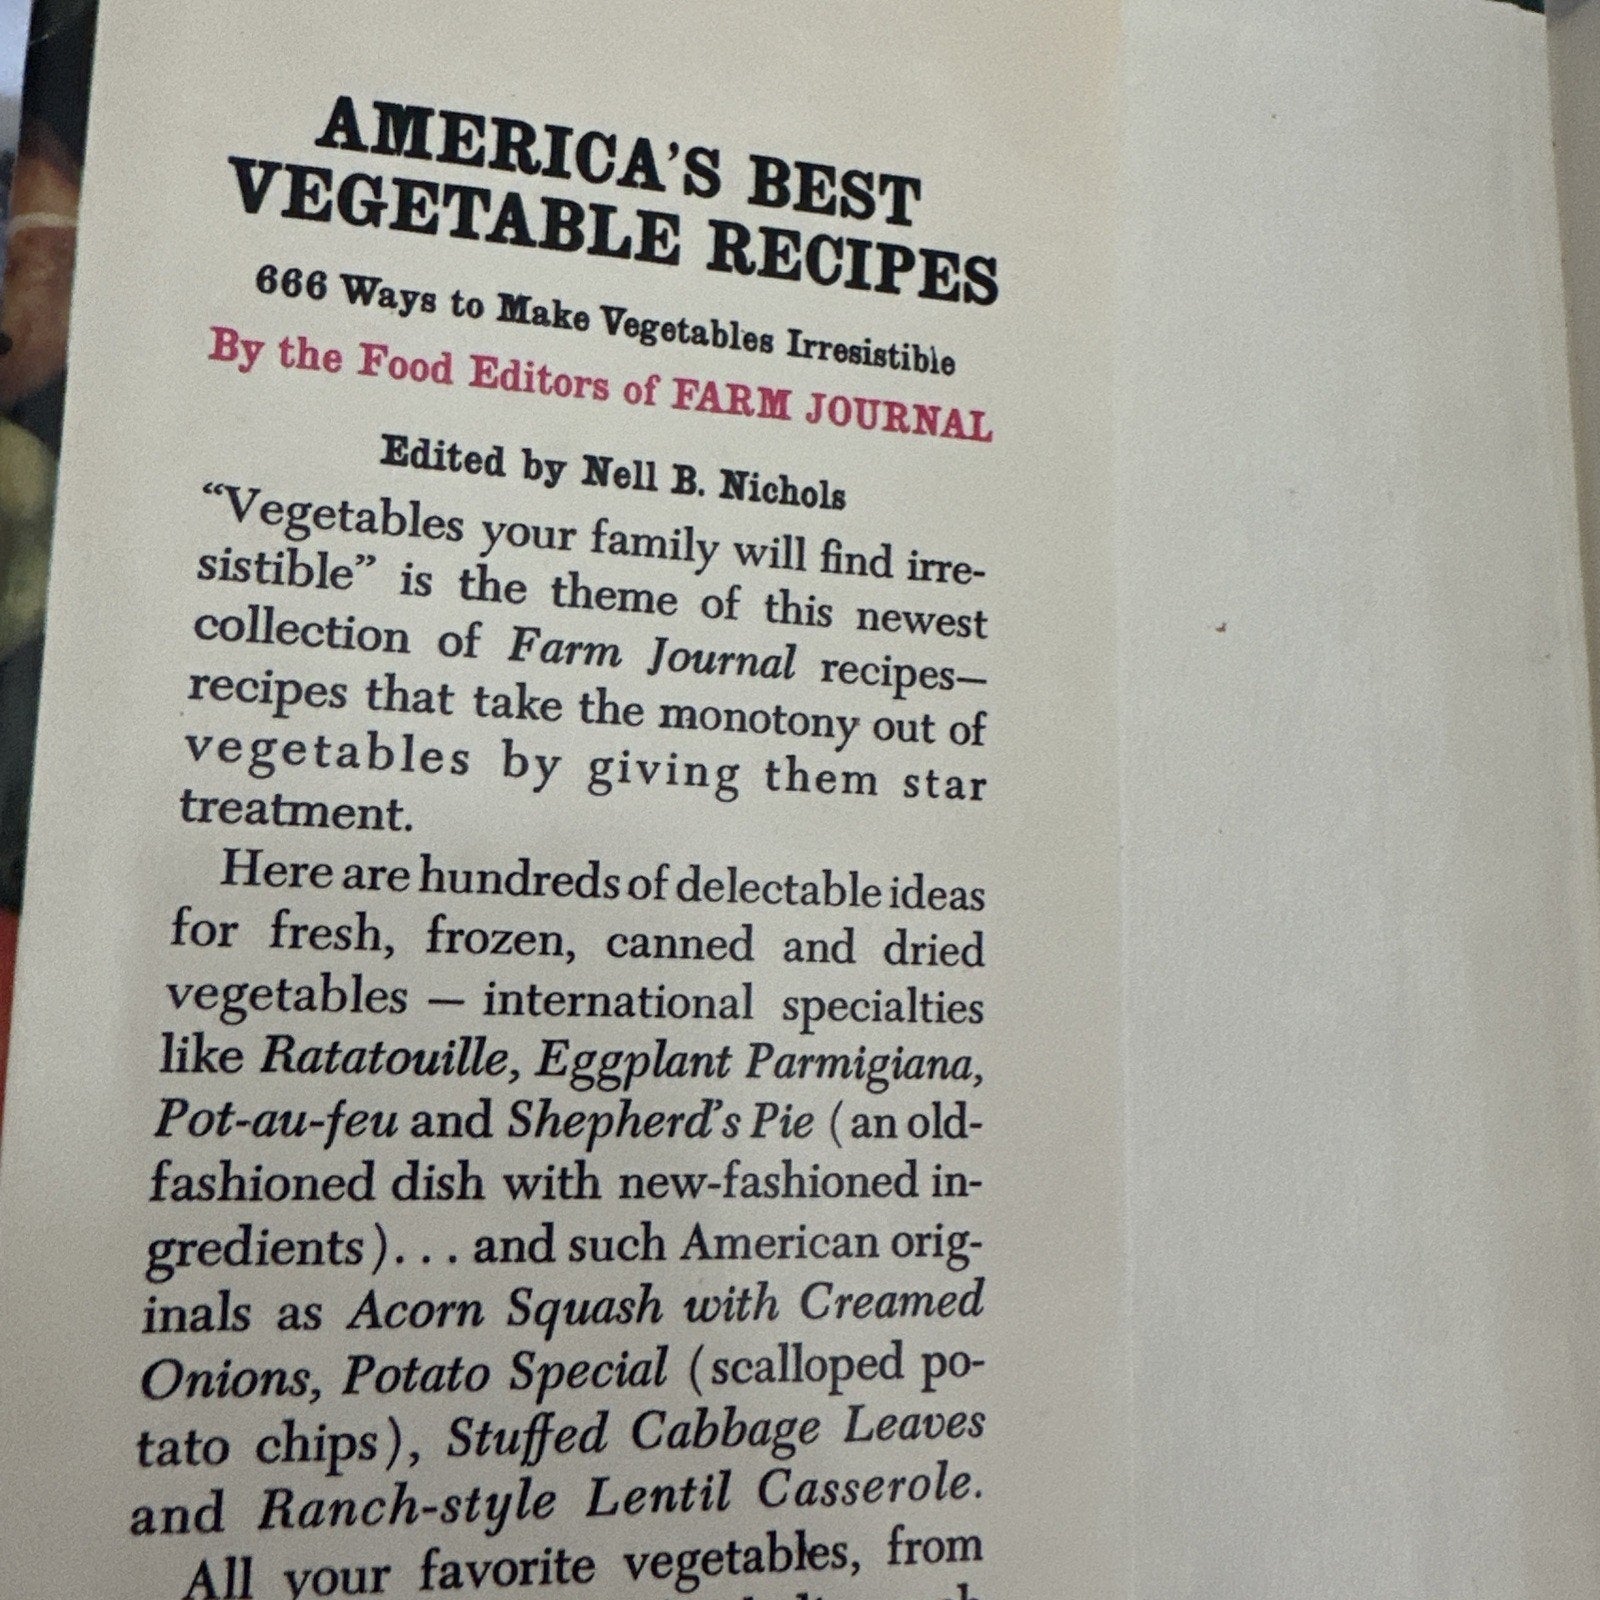 AMERICA'S BEST
VEGETABLE RECIPES
666 Ways to Make Vegetables Irresistible
By the Food Editors of FARM JOURNAL
Edited by Nell B. Nichols
“Vegetables your family will find irre-
sistible” is the theme of this newest
collection of Farm Journal recipes—
recipes that take the monotony out of
vegetables by giving them star
treatment.
Here are hundreds of delectable ideas
for fresh, frozen, canned and dried
vegetables — international specialties
like Ratatouille, Eggplant Parmigiana,
Pot-au-feu and Shepherd's Pie (an old-
fashioned dish with new-fashioned in-
gredients)... and such American orig-
inals as Acorn Squash with Creamed
Onions, Potato Special (scalloped po-
tato chips), Stuffed Cabbage Leaves
and Ranch-style Lentil Casserole.
All your favorite vegetables, from